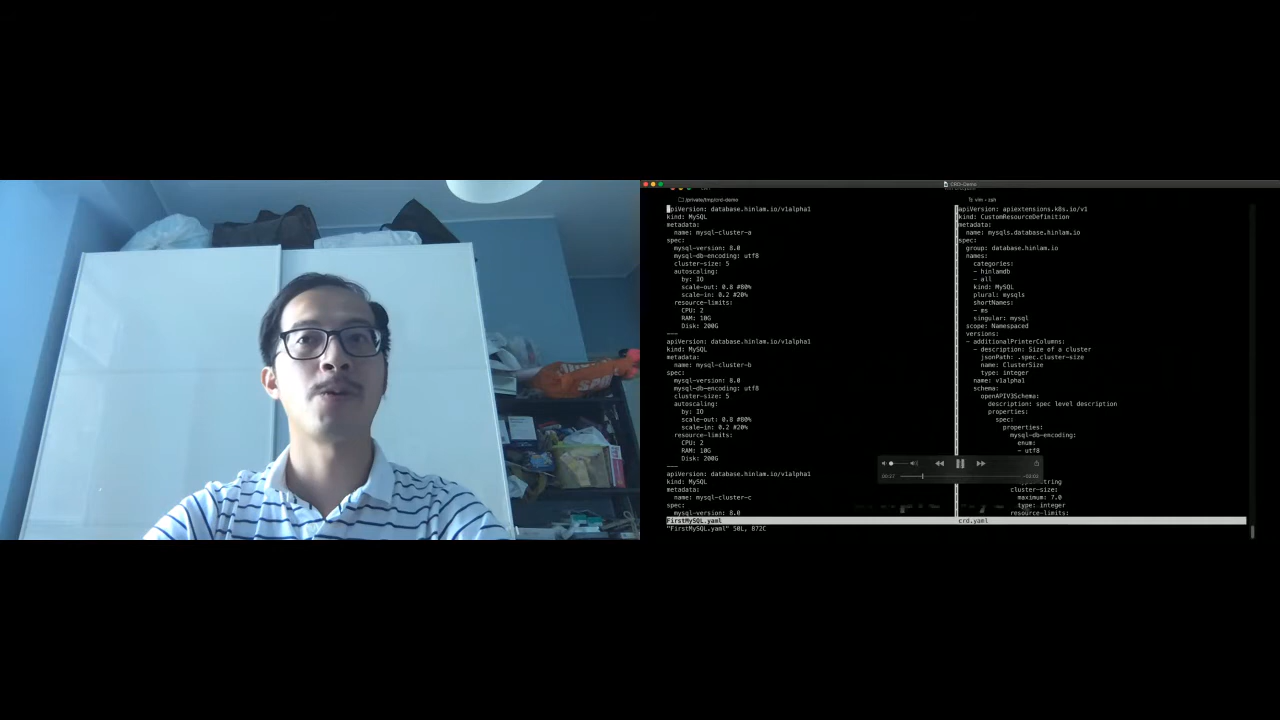 CRD-Demo
/private/tmp/crd-demo
vim - zsh
apiVersion: database.hinlam.io/v1alpha1
kind: MySQL
metadata:
name: mysql-cluster-a
spec:
mysql-version: 8.0
mysql-db-encoding: utf8
cluster-size: 5
autoscaling:
by: IO
scale-out: 0.8 #80%
scale-in: 0.2 #20%
resource-limits:
CPU: 2
RAM: 10G
Disk: 200G
---
apiVersion: database.hinlam.io/v1alpha1
kind: MySQL
metadata:
name: mysql-cluster-b
spec:
mysql-version: 8.0
mysql-db-encoding: utf8
cluster-size: 5
autoscaling:
by: IO
scale-out: 0.8 #80%
scale-in: 0.2 #20%
resource-limits:
CPU: 2
RAM: 10G
Disk: 200G
---
apiVersion: database.hinlam.io/v1alpha1
kind: MySQL
metadata:
name: mysql-cluster-c
spec:
mysql-version: 8.0
FirstMySQL.yaml
"FirstMySQL.yaml" 50L, 872C
apiVersion: apiextensions.k8s.io/v1
kind: CustomResourceDefinition
metadata:
name: mysqls.database.hinlam.io
spec:
group: database.hinlam.io
names:
categories:
- hinlamdb
- all
kind: MySQL
plural: mysqls
shortNames:
- ms
singular: mysql
scope: Namespaced
versions:
- additionalPrinterColumns:
- description: Size of a cluster
jsonPath: .spec.cluster-size
name: ClusterSize
type: integer
name: v1alpha1
schema:
openAPIV3Schema:
description: spec level description
properties:
spec:
properties:
mysql-db-encoding:
enum:
- utf8
cluster-size:
maximum: 7.0
type: integer
resource-limits:
crd.yaml